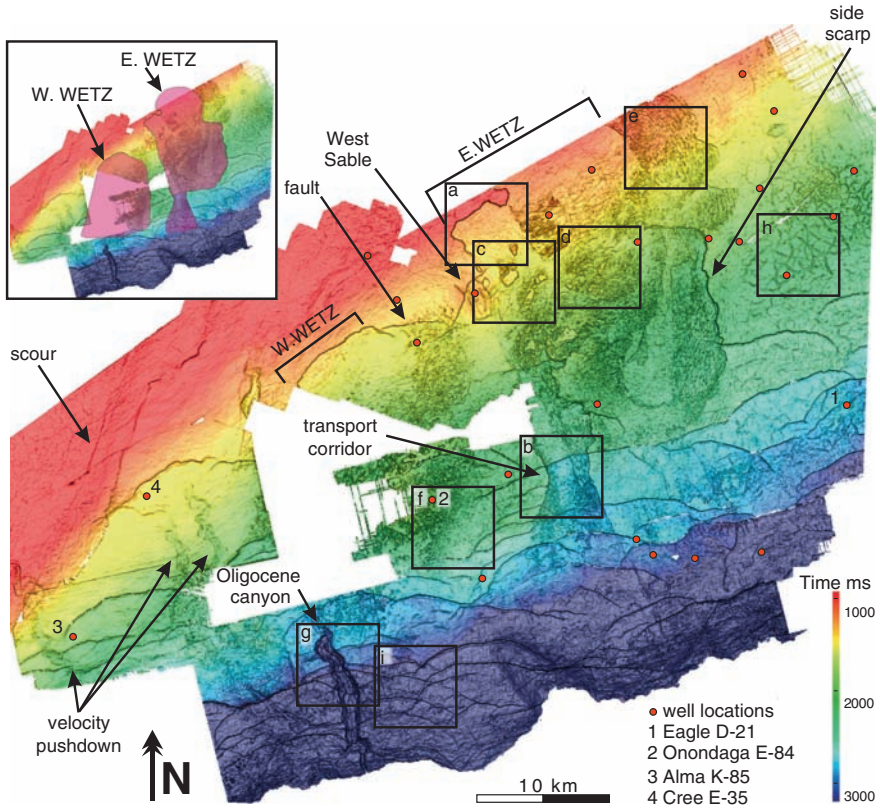 E. WETZ
W. WETZ
side
scarp
West
Sable
E.WETZ
fault
e
a
c
d
h
W.WETZ
scour
1
transport
corridor
b
4
f 2
Oligocene
canyon
3
g
i
velocity
pushdown
N
Time ms
1000
2000
3000
well locations
1 Eagle D-21
2 Onondaga E-84
3 Alma K-85
4 Cree E-35
10 km